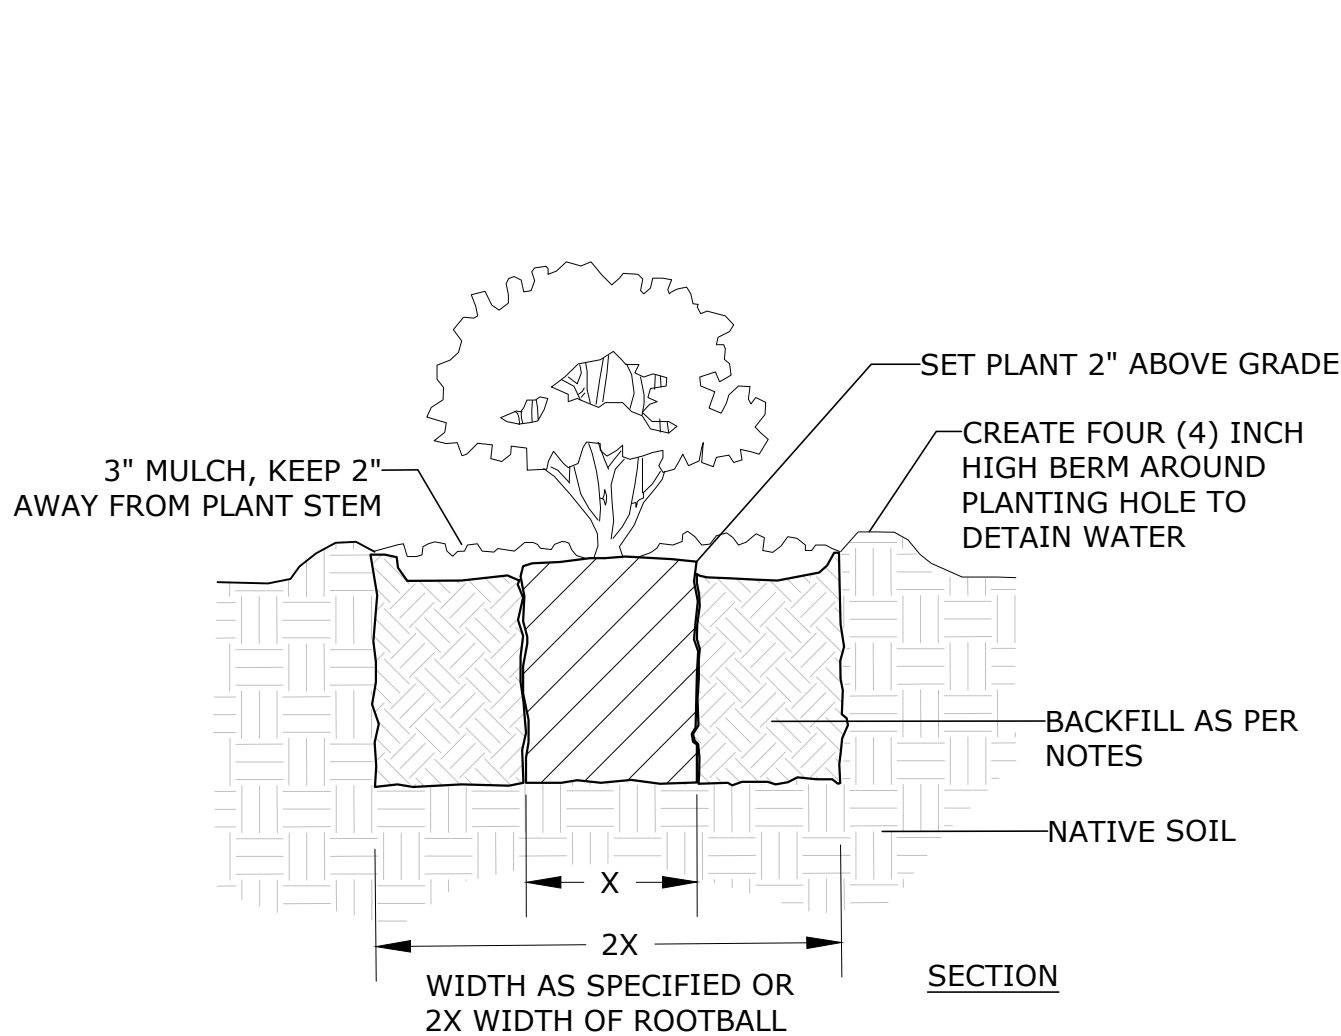 SET PLANT 2" ABOVE GRADE
CREATE FOUR (4) INCH
HIGH BERM AROUND
PLANTING HOLE TO
DETAIN WATER
3" MULCH, KEEP 2"
AWAY FROM PLANT STEM
BACKFILL AS PER
NOTES
NATIVE SOIL
X
2X
WIDTH AS SPECIFIED OR
2X WIDTH OF ROOTBALL
SECTION